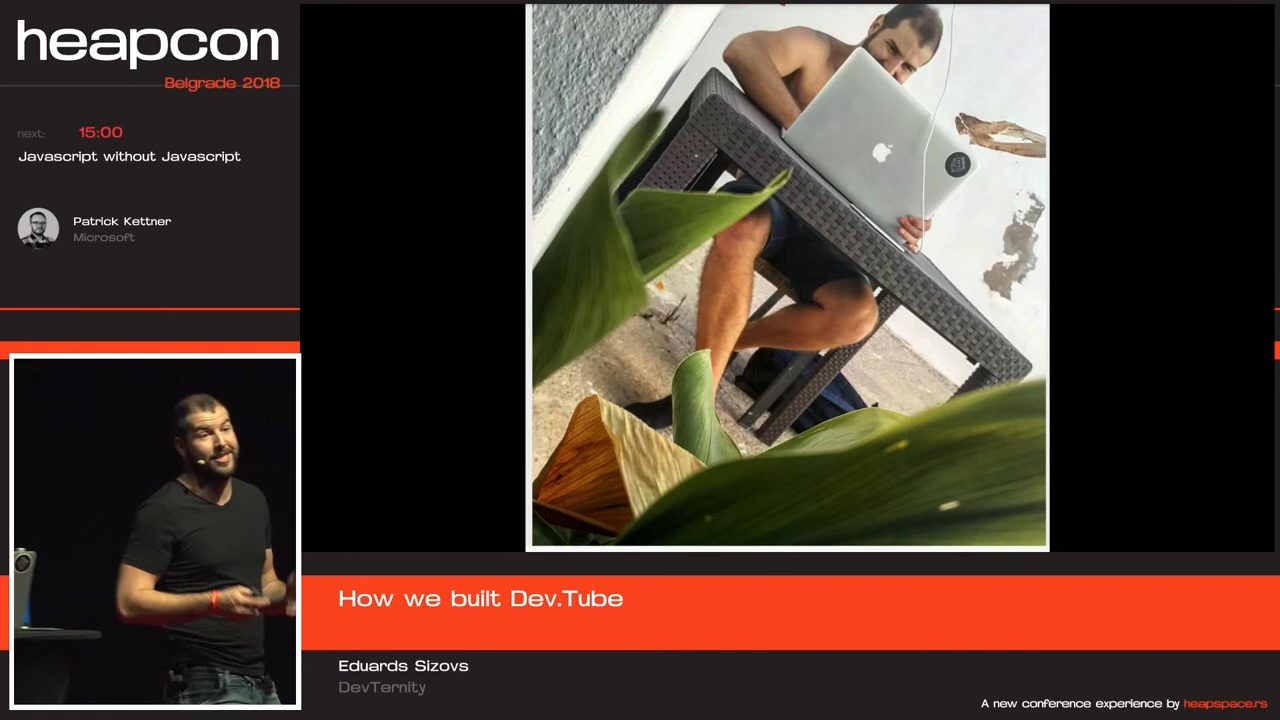 heapcon
Belgrade 2018
next: 15:00
Javascript without Javascript
Patrick Kettner
Microsoft
How we built Dev.Tube
Eduards Sizovs
DevTernity
A new conference experience by heapspace.rs